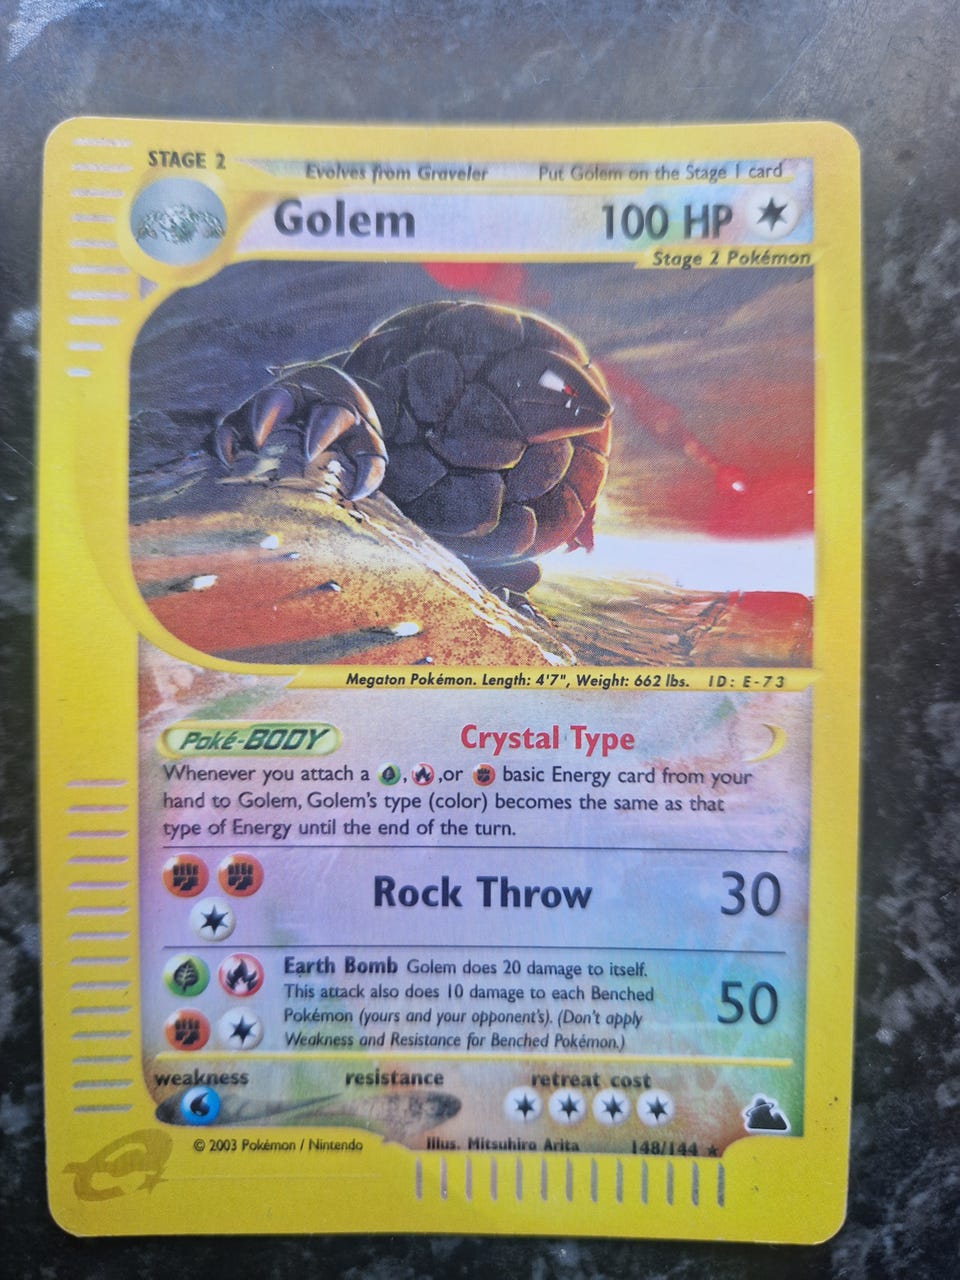 STAGE 2
Evolves from Graveler
Put Golem on the Stage 1 card
Golem
100 HP
Stage 2 Pokémon
Megaton Pokémon. Length: 4'7", Weight: 662 lbs. ID: E-73
Poké-BODY
Crystal Type
Whenever you attach a , ,or basic Energy card from your
hand to Golem, Golem's type (color) becomes the same as that
type of Energy until the end of the turn.
Rock Throw
30
Earth Bomb Golem does 20 damage to itself.
This attack also does 10 damage to each Benched
Pokémon (yours and your opponent's). (Don't apply
Weakness and Resistance for Benched Pokémon.)
50
weakness
resistance
retreat cost
© 2003 Pokémon / Nintendo
Illus. Mitsuhiro Arita
148/144 ★